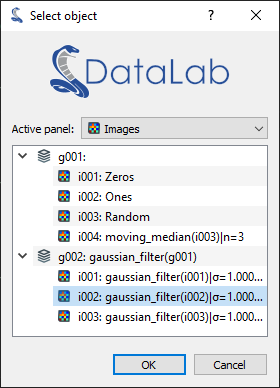 Select object
?
DataLab
Active panel: Images
g001:
i001: Zeros
i002: Ones
i003: Random
i004: moving_median(i003)|n=3
g002: gaussian_filter(g001)
i001: gaussian_filter(i001)|σ=1.000...
i002: gaussian_filter(i002)|σ=1.000...
i003: gaussian_filter(i003)|σ=1.000...
OK Cancel